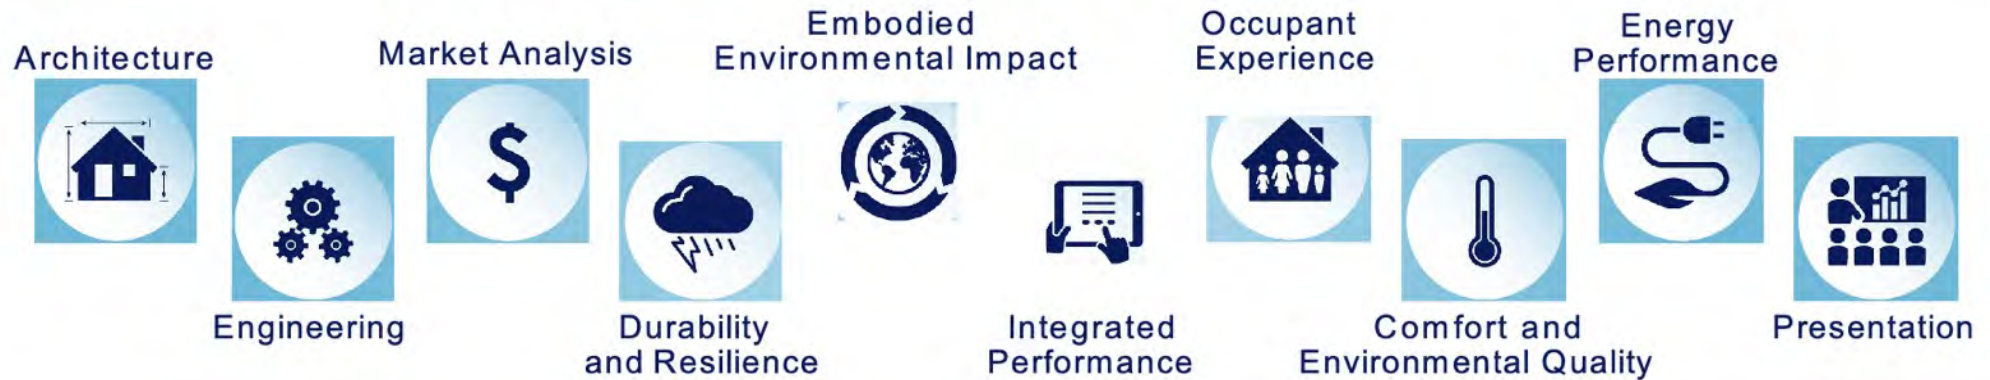 Architecture
Engineering
Market Analysis
Durability
and Resilience
Embodied
Environmental Impact
Integrated
Performance
Occupant
Experience
Comfort and
Environmental Quality
Energy
Performance
Presentation
$